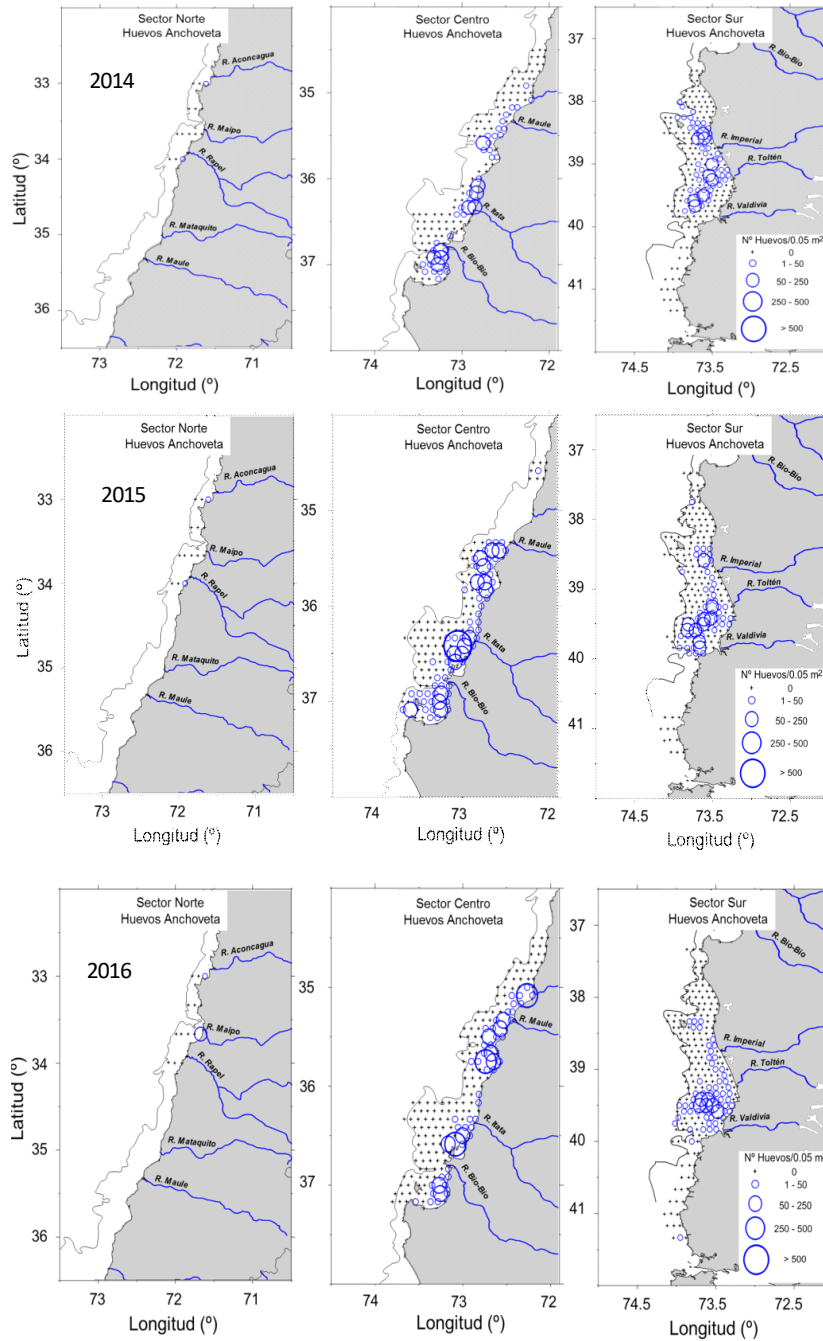 Sector Norte
Huevos Anchoveta
2014
R. Aconcagua
R. Maipo
R. Rapel
R. Mataquito
R. Maule
33
34
35
36
Latitud (º)
73
72
71
Longitud (º)
Sector Centro
Huevos Anchoveta
R. Maule
R. Itata
R. Bio-Bio
35
36
37
74
73
72
Longitud (º)
Sector Sur
Huevos Anchoveta
R. Bio-Bio
R. Imperial
R. Toltén
R. Valdivia
37
38
39
40
41
Nº Huevos/0.05 m²
0
1 - 50
50 - 250
250 - 500
> 500
74.5
73.5
72.5
Longitud (º)
Sector Norte
Huevos Anchoveta
2015
R. Aconcagua
R. Maipo
R. Rapel
R. Mataquito
R. Maule
33
34
35
36
Latitud (º)
73
72
71
Longitud (º)
Sector Centro
Huevos Anchoveta
R. Maule
R. Itata
R. Bio-Bio
35
36
37
74
73
72
Longitud (º)
Sector Sur
Huevos Anchoveta
R. Bio-Bio
R. Imperial
R. Toltén
R. Valdivia
37
38
39
40
41
Nº Huevos/0.05 m²
0
1 - 50
50 - 250
250 - 500
> 500
74.5
73.5
72.5
Longitud (º)
Sector Norte
Huevos Anchoveta
2016
R. Aconcagua
R. Maipo
R. Rapel
R. Mataquito
R. Maule
33
34
35
36
Latitud (º)
73
72
71
Longitud (º)
Sector Centro
Huevos Anchoveta
R. Maule
R. Itata
R. Bio-Bio
35
36
37
74
73
72
Longitud (º)
Sector Sur
Huevos Anchoveta
R. Bio-Bio
R. Imperial
R. Toltén
R. Valdivia
37
38
39
40
41
Nº Huevos/0.05 m
0
1 - 50
50 - 250
250 - 500
> 500
74.5
73.5
72.0
Longitud (º)